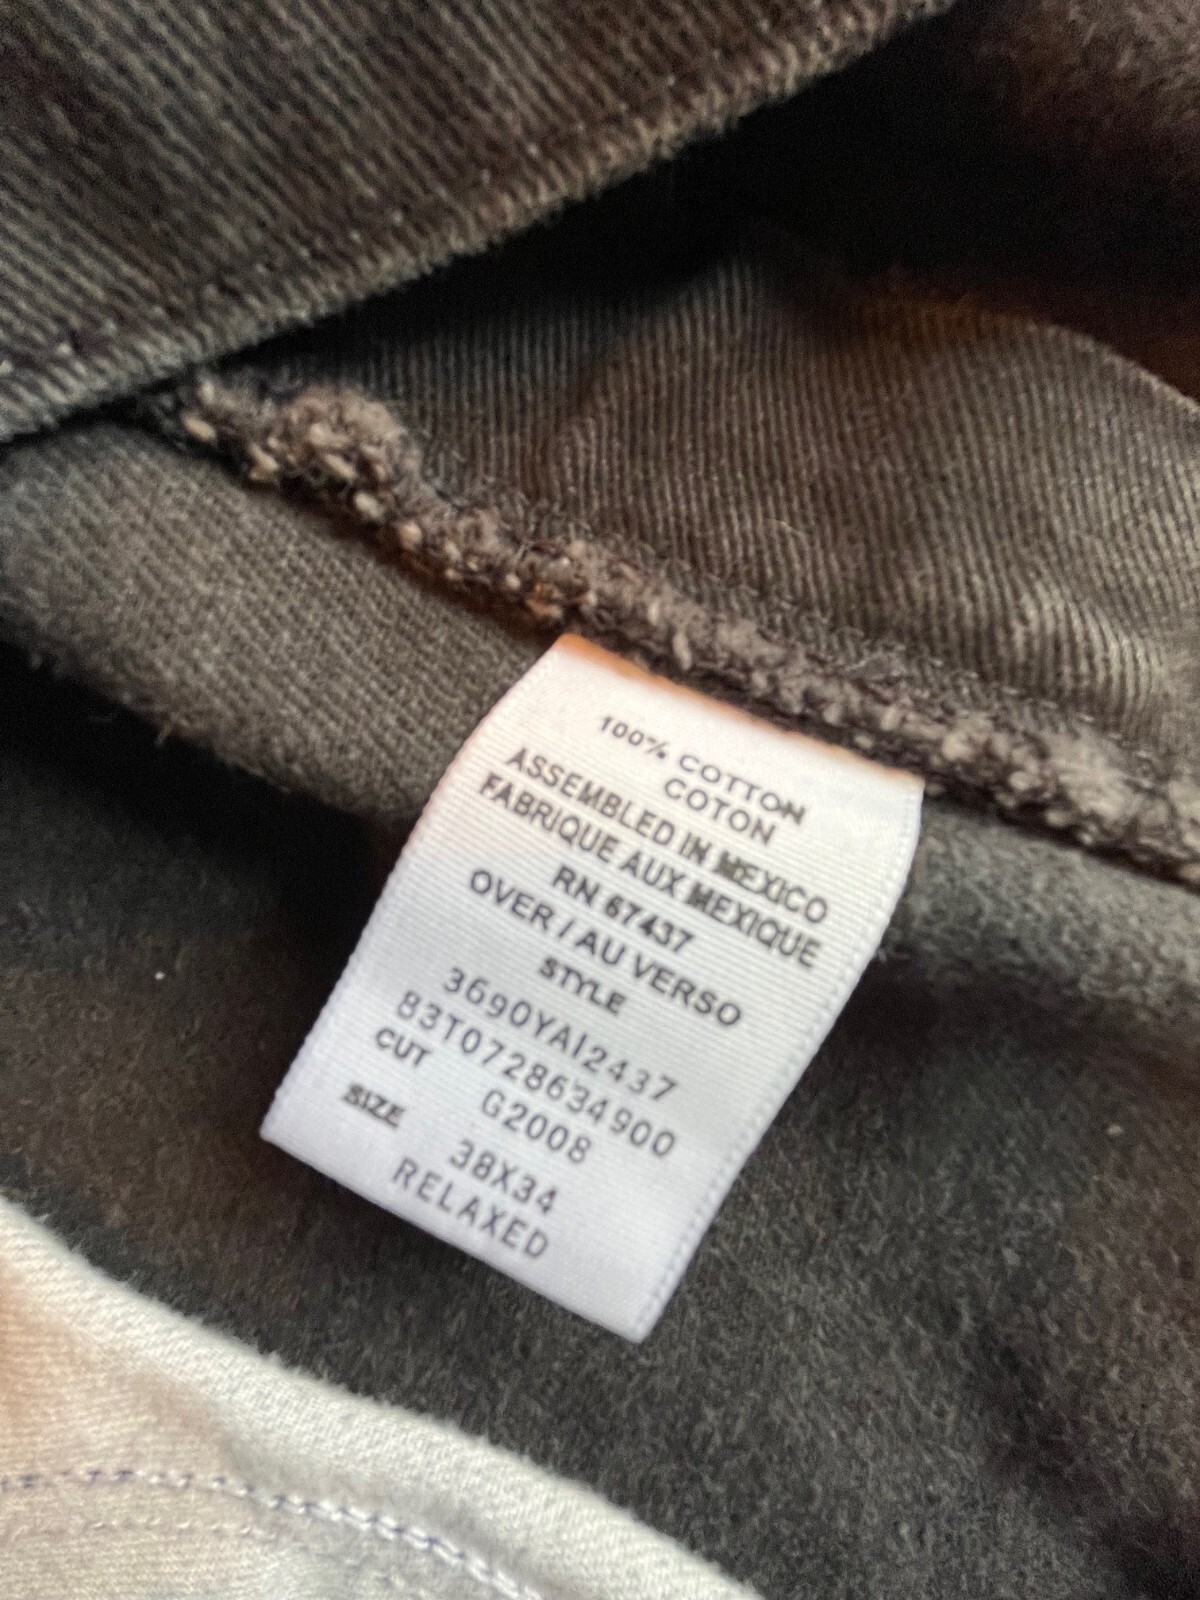 100% COTTON
COTON
ASSEMBLED IN MEXICO
FABRIQUE AUX MEXIQUE
RN 67437
OVER / AU VERSO
STYLE
3690YAI2437
83T0728634900
CUT G2008
SIZE 38X34
RELAXED